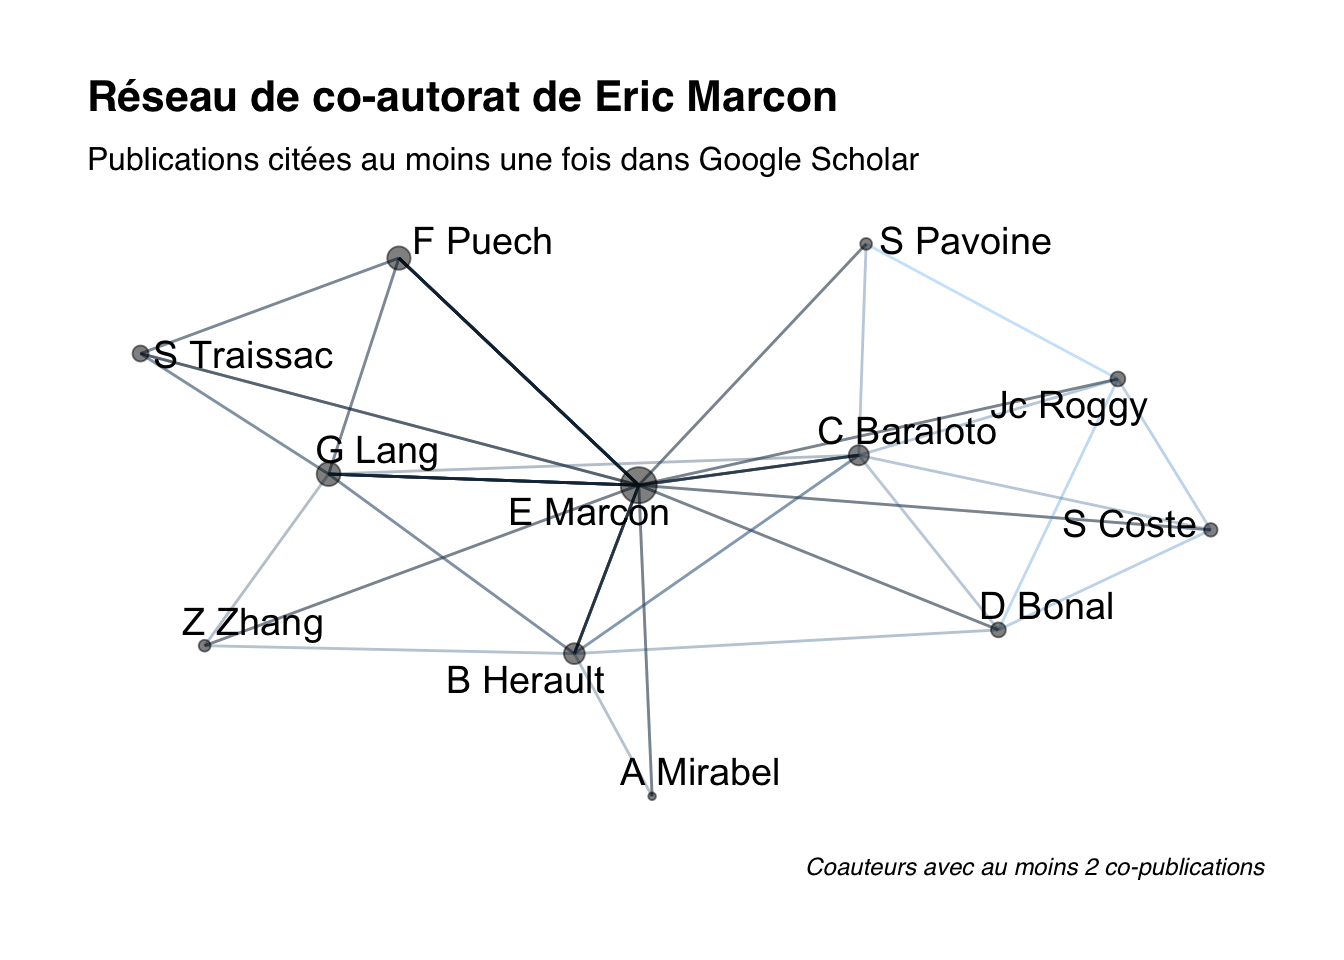 Réseau de co-autorat de Eric Marcon
Publications citées au moins une fois dans Google Scholar
F Puech
S Pavoine
S Traissac
Jc Roggy
C Baraloto
G Lang
E Marcon
S Coste
D Bonal
Z Zhang
B Herault
A Mirabel
Coauteurs avec au moins 2 co-publications